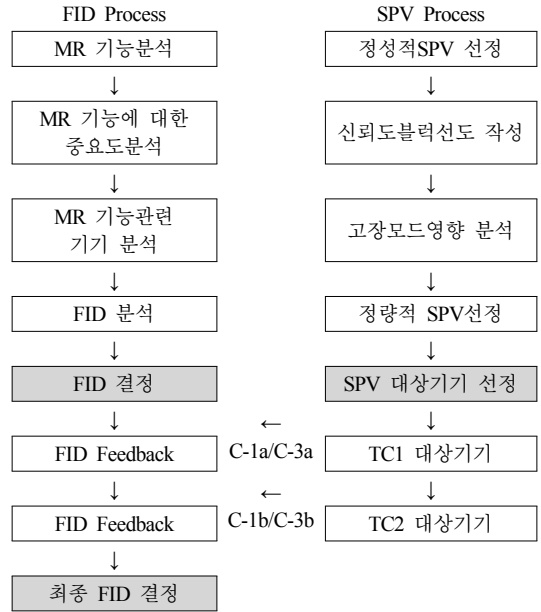 FID Process
MR 기능분석
↓
MR 기능에 대한
중요도분석
↓
MR 기능관련
기기 분석
↓
FID 분석
↓
FID 결정
↓
FID Feedback
↓
FID Feedback
↓
최종 FID 결정
←
C-1a/C-3a
←
C-1b/C-3b
SPV Process
정성적SPV 선정
↓
신뢰도블럭선도 작성
↓
고장모드영향 분석
↓
정량적 SPV선정
↓
SPV 대상기기 선정
↓
TC1 대상기기
↓
TC2 대상기기